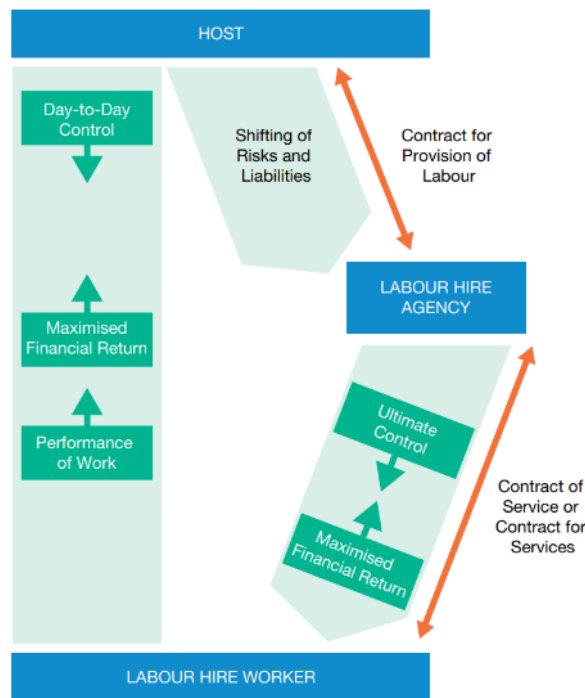 HOST
Day-to-Day
Control
Shifting of
Risks and
Liabilities
Contract for
Provision of
Labour
LABOUR HIRE
AGENCY
Maximised
Financial Return
Performance
of Work
Ultimate
Control
Maximised
Financial Return
Contract of
Service or
Contract for
Services
LABOUR HIRE WORKER